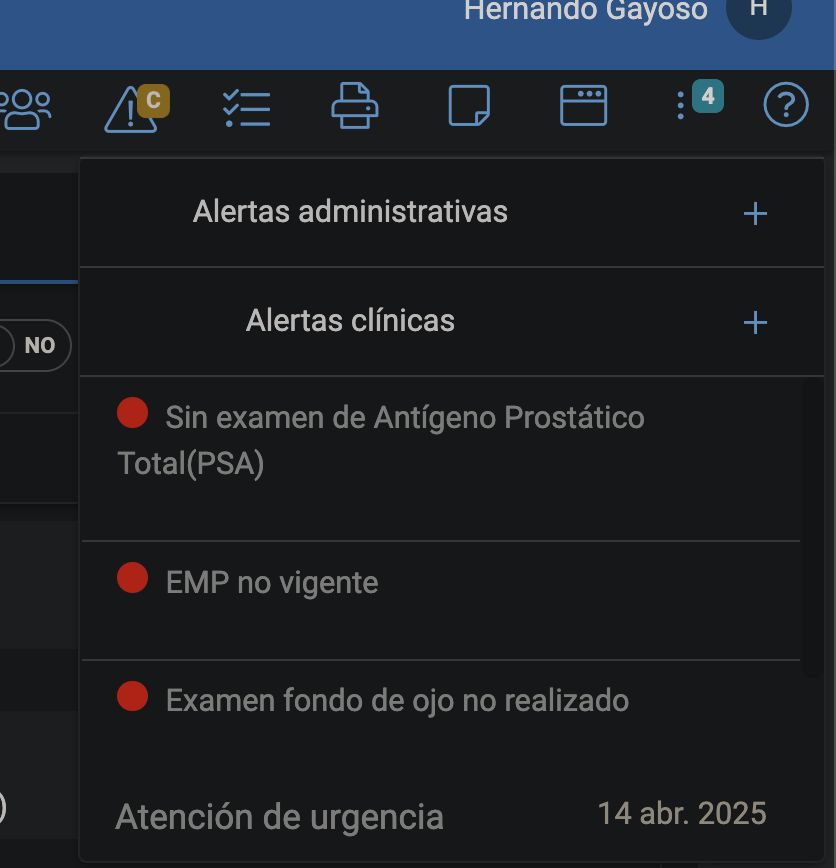 Hernando Gayoso H
C
4
?
Alertas administrativas +
NO
Alertas clínicas +
Sin examen de Antígeno Prostático
Total(PSA)
EMP no vigente
Examen fondo de ojo no realizado
Atención de urgencia 14 abr. 2025